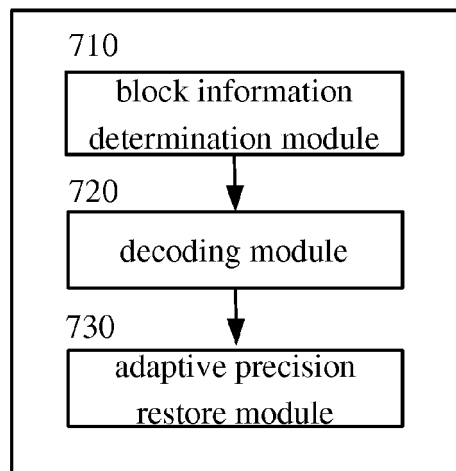 710
block information
determination module
720
decoding module
730
adaptive precision
restore module